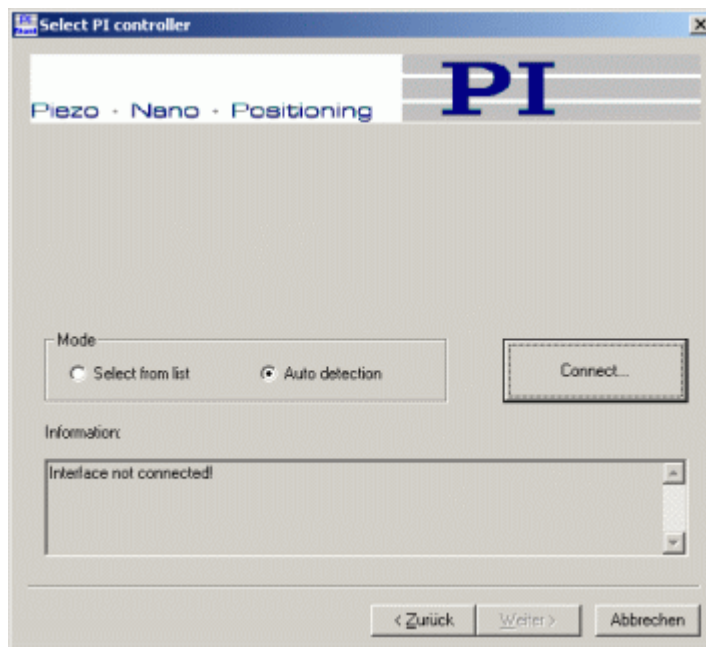 Select PI controller
Piezo - Nano - Positioning
PI
Mode
Select from list
Auto detection
Connect...
Information:
Interface not connected!
< Zurück
Weiter >
Abbrechen